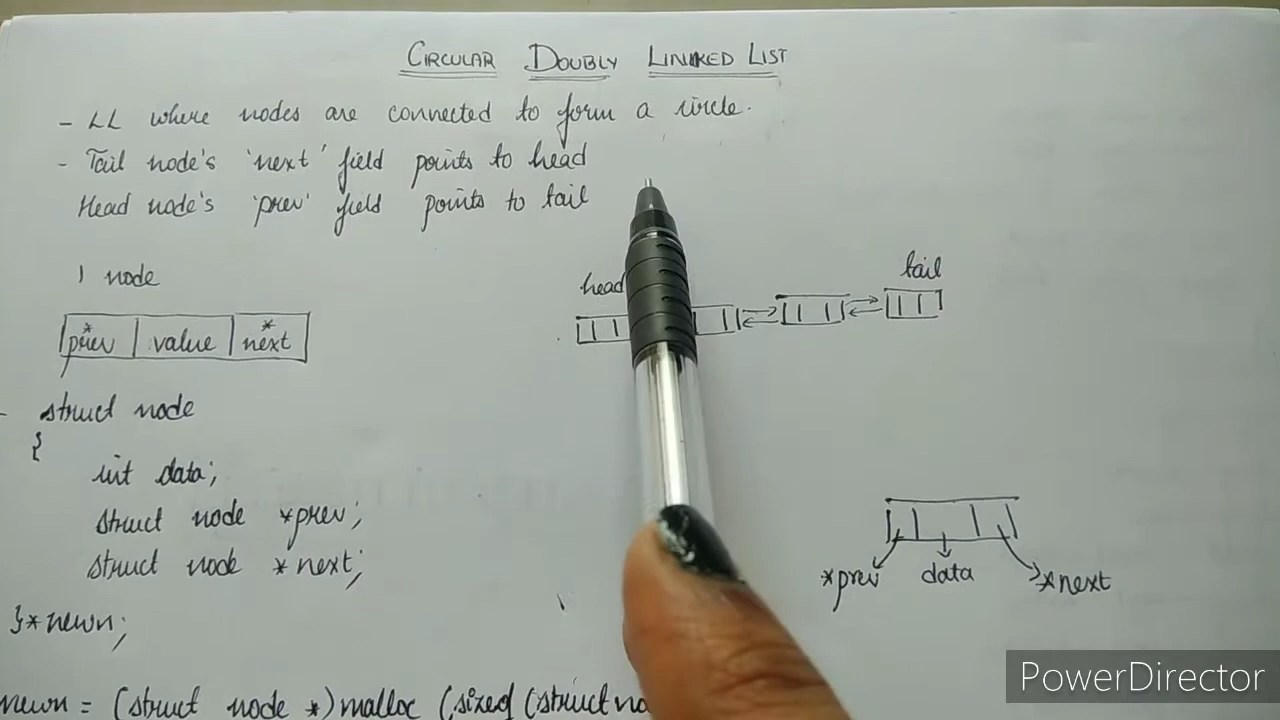 CIRCULAR DOUBLY LINKED LIST
- LL where nodes are connected to form a circle.
- Tail node's 'next' field points to head
Head node's 'prev' field points to tail
1 node
*prev value *next
head
tail
- struct node
{
int data;
struct node *prev;
struct node *next;
}*newn;
*prev data *next
newn = (struct node *)malloc (sizeof (struct no
PowerDirector